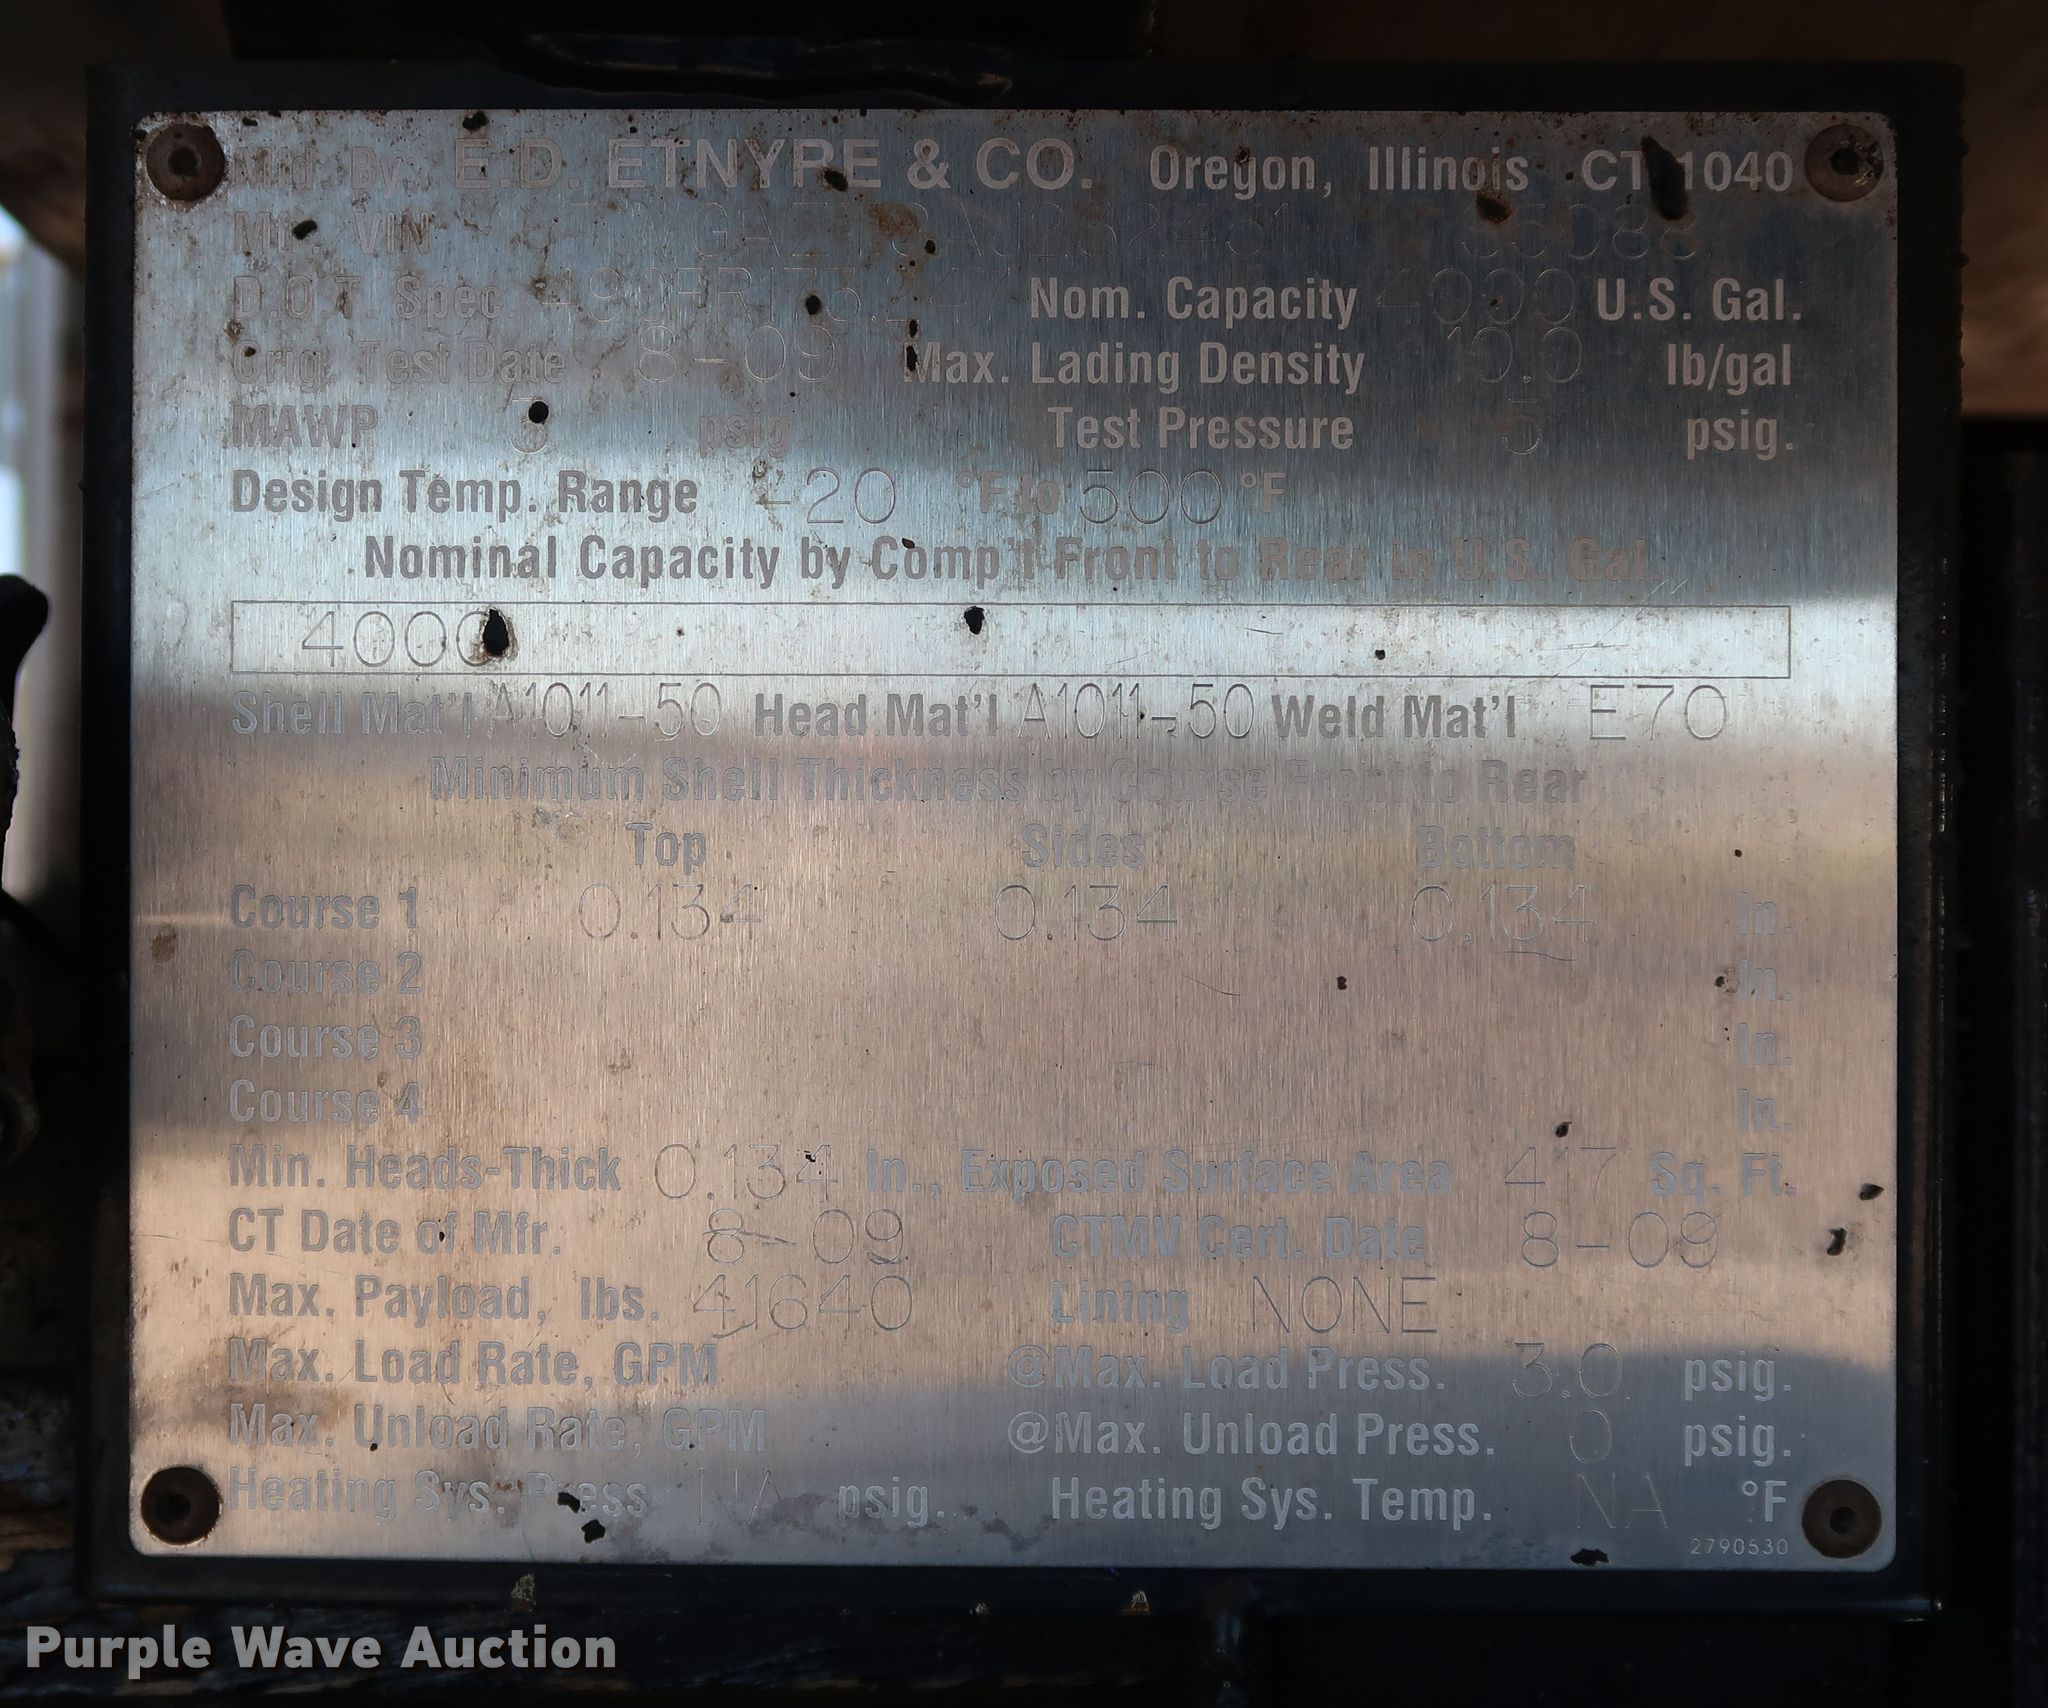 Mfd. By. E.D. ETNYRE & CO. Oregon, Illinois CT 1040
Mfr. VIN
D.O.T. Spec. Nom. Capacity 4000 U.S. Gal.
Orig. Test Date 8-09 Max. Lading Density 10.0 lb/gal
MAWP 3 psig. Test Pressure 5 psig.
Design Temp. Range -20 °F to 500 °F
Nominal Capacity by Comp't Front to Rear in U.S. Gal.
4000
Shell Mat'l A1011-50 Head Mat'l A1011-50 Weld Mat'l E70
Minimum Shell Thickness by Course Front to Rear
Top Sides Bottom
Course 1 0.134 0.134 0.134 In.
Course 2 In.
Course 3 In.
Course 4 In.
Min. Heads-Thick 0.134 In., Exposed Surface Area 417 Sq. Ft.
CT Date of Mfr. 8-09 CTMV Cert. Date 8-09
Max. Payload, lbs. 41640 Lining NONE
Max. Load Rate, GPM @Max. Load Press. 3.0 psig.
Max. Unload Rate, GPM @Max. Unload Press. 0 psig.
Heating Sys. Press NA psig. Heating Sys. Temp. NA °F
2790530
Purple Wave Auction